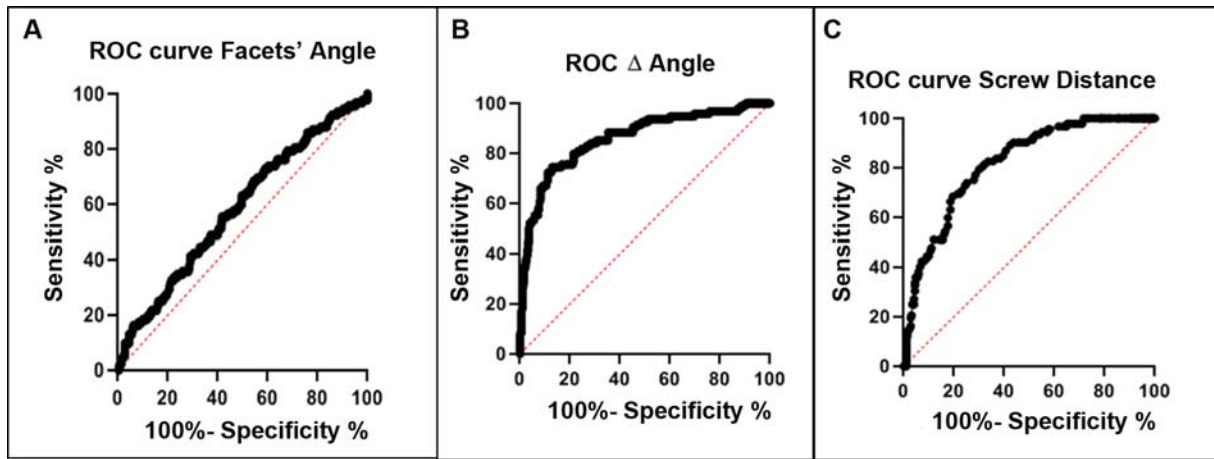 A
ROC curve Facets' Angle
Sensitivity %
100
80
60
40
20
0
0 20 40 60 80 100
100%- Specificity %
B
ROC Δ Angle
Sensitivity %
100
80
60
40
20
0
0 20 40 60 80 100
100%- Specificity %
C
ROC curve Screw Distance
Sensitivity %
100
80
60
40
20
0
0 20 40 60 80 100
100%- Specificity %